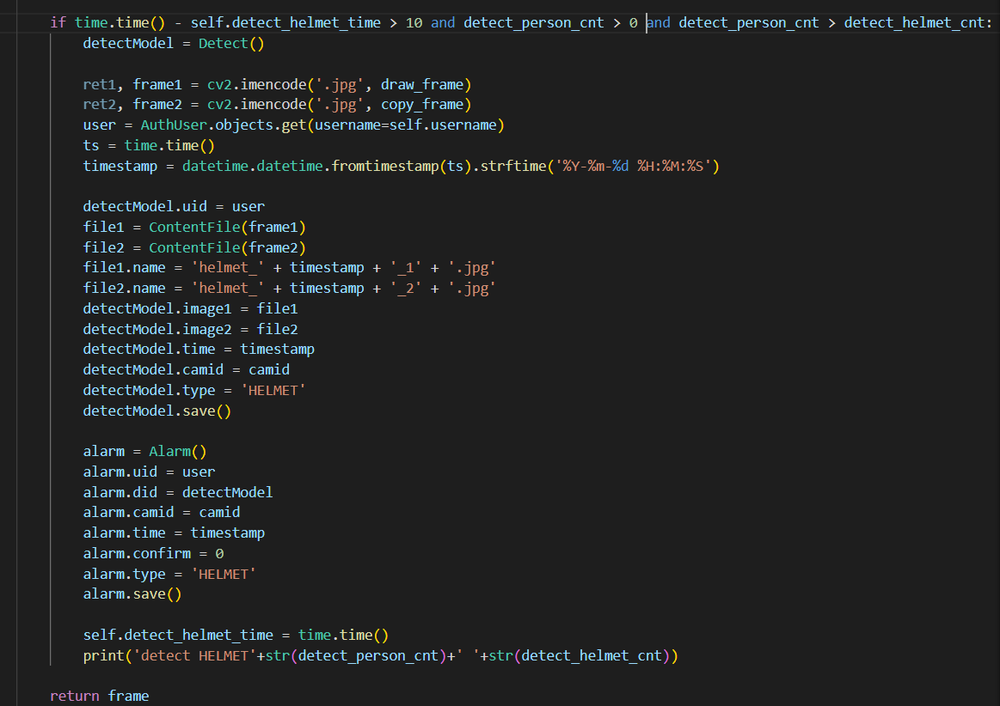 if time.time() - self.detect_helmet_time > 10 and detect_person_cnt > 0 and detect_person_cnt > detect_helmet_cnt:
detectModel = Detect()
ret1, frame1 = cv2.imencode('.jpg', draw_frame)
ret2, frame2 = cv2.imencode('.jpg', copy_frame)
user = AuthUser.objects.get(username=self.username)
ts = time.time()
timestamp = datetime.datetime.fromtimestamp(ts).strftime('%Y-%m-%d %H:%M:%S')
detectModel.uid = user
file1 = ContentFile(frame1)
file2 = ContentFile(frame2)
file1.name = 'helmet_' + timestamp + '_1' + '.jpg'
file2.name = 'helmet_' + timestamp + '_2' + '.jpg'
detectModel.image1 = file1
detectModel.image2 = file2
detectModel.time = timestamp
detectModel.camid = camid
detectModel.type = 'HELMET'
detectModel.save()
alarm = Alarm()
alarm.uid = user
alarm.did = detectModel
alarm.camid = camid
alarm.time = timestamp
alarm.confirm = 0
alarm.type = 'HELMET'
alarm.save()
self.detect_helmet_time = time.time()
print('detect HELMET'+str(detect_person_cnt)+' '+str(detect_helmet_cnt))
return frame